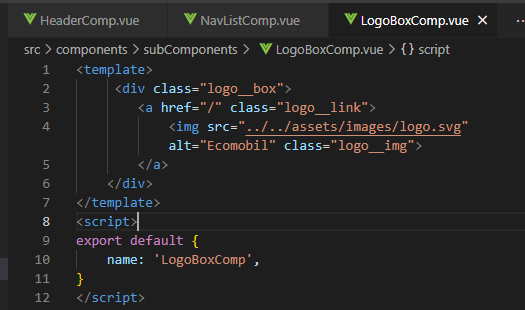 HeaderComp.vue NavListComp.vue LogoBoxComp.vue × ...
src > components > subComponents > LogoBoxComp.vue > {} script
1 <template>
2 <div class="logo__box">
3 <a href="/" class="logo__link">
4 <img src="../../assets/images/logo.svg"
alt="Ecomobil" class="logo__img">
5 </a>
6 </div>
7 </template>
8 <script>
9 export default {
10 name: 'LogoBoxComp',
11 }
12 </script>